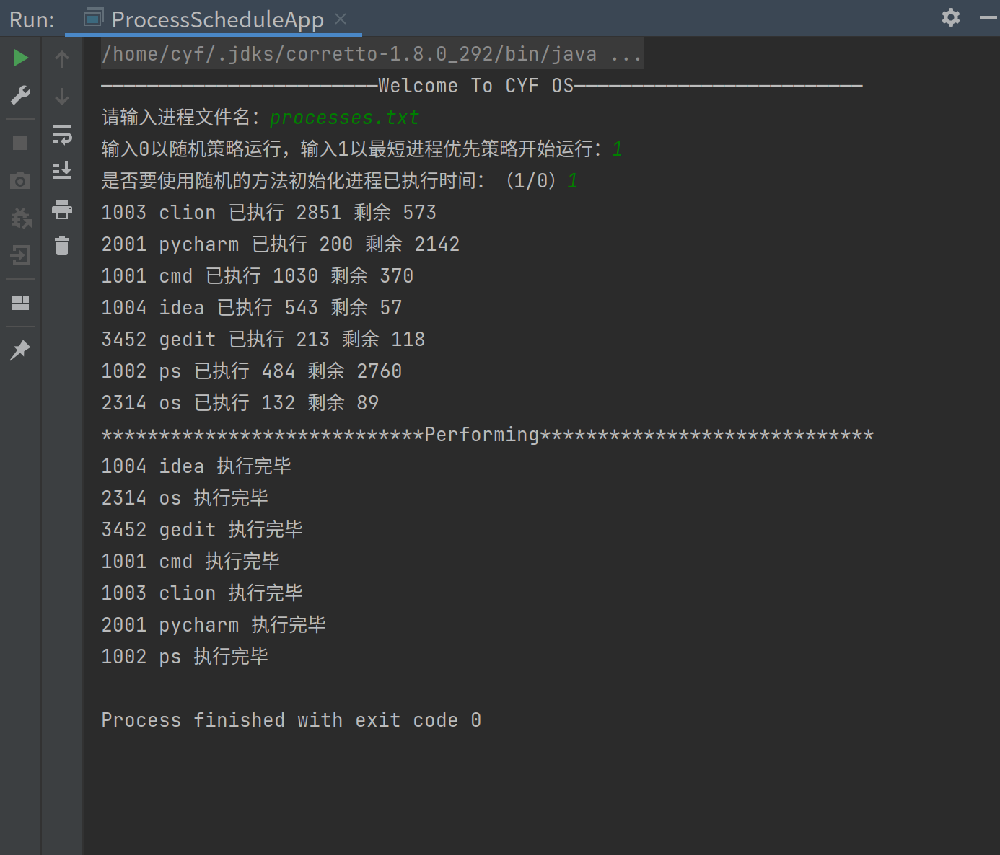 Run: ProcessScheduleApp
/home/cyf/.jdks/corretto-1.8.0_292/bin/java ...
————————————————————————Welcome To CYF OS—————————————————————————
请输入进程文件名：processes.txt
输入0以随机策略运行，输入1以最短进程优先策略开始运行：1
是否要使用随机的方法初始化进程已执行时间：（1/0）1
1003 clion 已执行 2851 剩余 573
2001 pycharm 已执行 200 剩余 2142
1001 cmd 已执行 1030 剩余 370
1004 idea 已执行 543 剩余 57
3452 gedit 已执行 213 剩余 118
1002 ps 已执行 484 剩余 2760
2314 os 已执行 132 剩余 89
****************************Performing*****************************
1004 idea 执行完毕
2314 os 执行完毕
3452 gedit 执行完毕
1001 cmd 执行完毕
1003 clion 执行完毕
2001 pycharm 执行完毕
1002 ps 执行完毕
Process finished with exit code 0